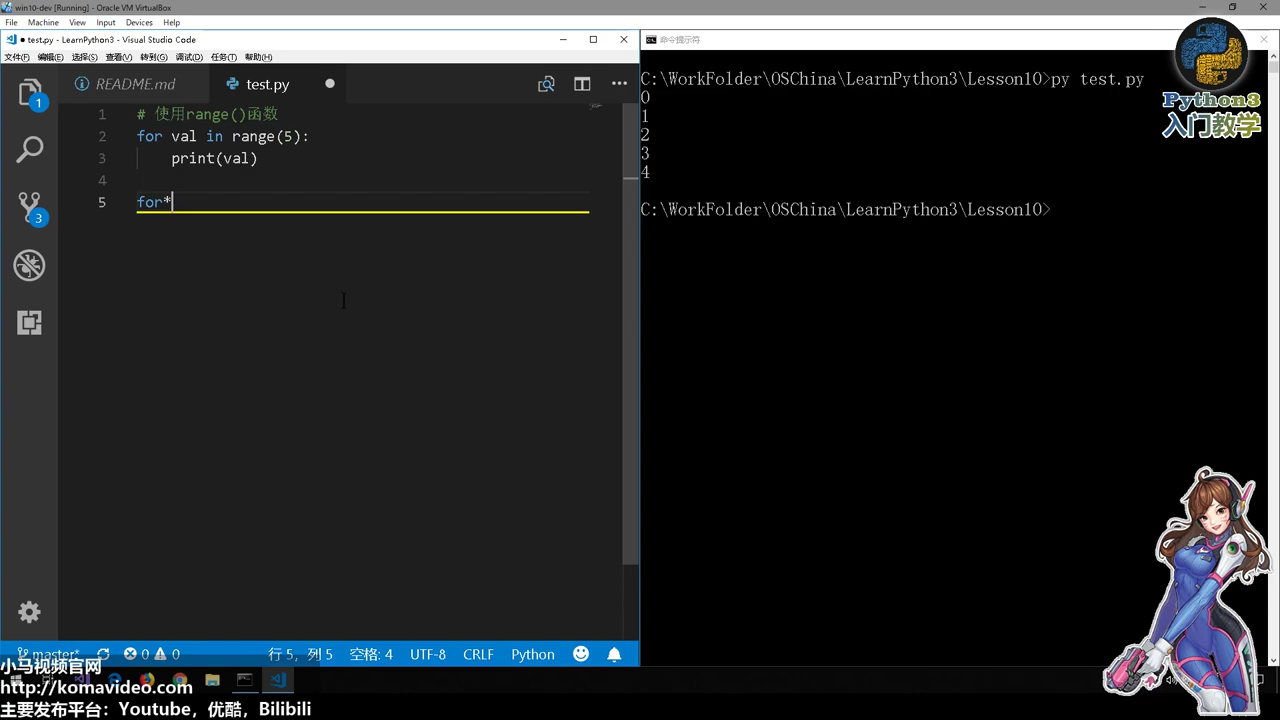 win10-dev [Running] - Oracle VM VirtualBox
File Machine View Input Devices Help
● test.py - LearnPython3 - Visual Studio Code
文件(F) 编辑(E) 选择(S) 查看(V) 转到(G) 调试(D) 任务(T) 帮助(H)
README.md test.py
1 # 使用range()函数
2 for val in range(5):
3 print(val)
4
5 for*
1
3
行 5, 列 5 空格: 4 UTF-8 CRLF Python
master* 0 0
命令提示符
C:\WorkFolder\OSChina\LearnPython3\Lesson10>py test.py
0
1
2
3
4
C:\WorkFolder\OSChina\LearnPython3\Lesson10>
Python3
入门教学
小马视频官网
http://komavideo.com
主要发布平台：Youtube，优酷，Bilibili